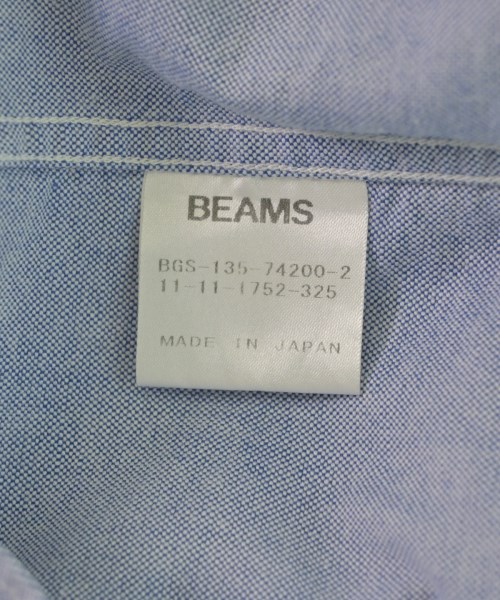 BEAMS
BGS-135-74200-2
11-11-1752-325
MADE IN JAPAN